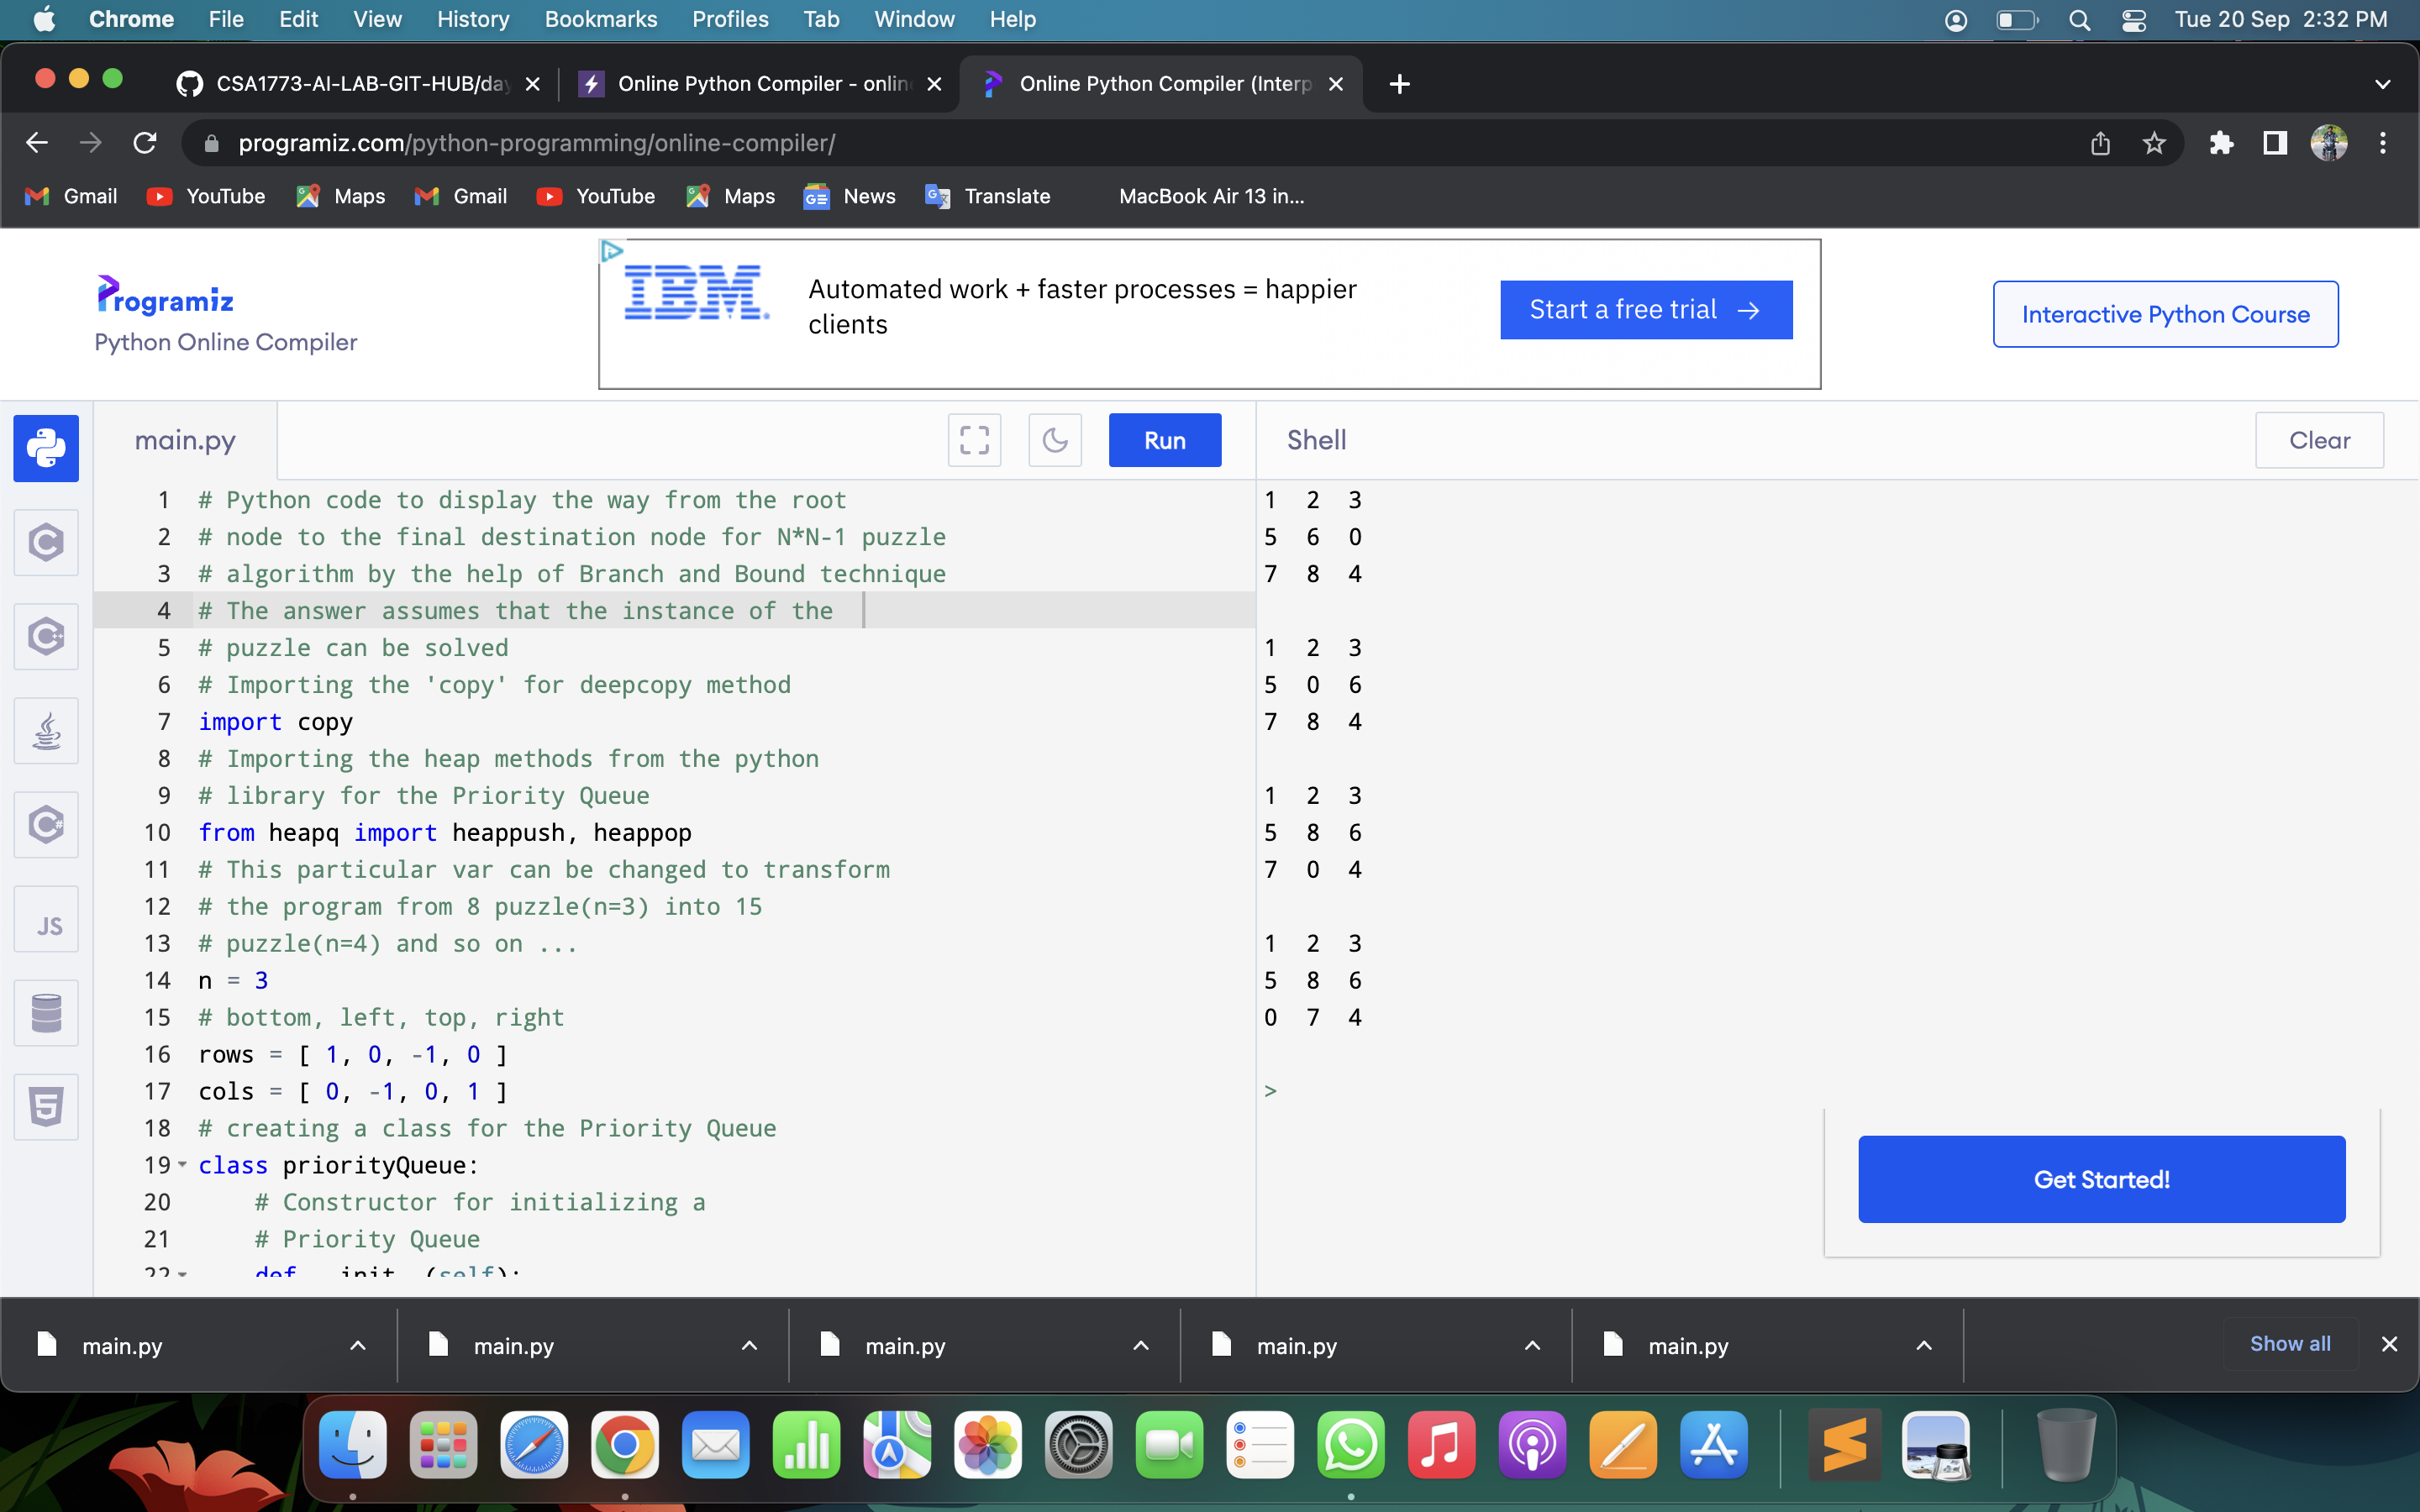 Chrome File Edit View History Bookmarks Profiles Tab Window Help Tue 20 Sep 2:32 PM
CSA1773-AI-LAB-GIT-HUB/day Online Python Compiler - onlin Online Python Compiler (Interp
programiz.com/python-programming/online-compiler/
Gmail YouTube Maps Gmail YouTube Maps News Translate MacBook Air 13 in...
Programiz
Python Online Compiler
IBM.
Automated work + faster processes = happier
clients
Start a free trial →
Interactive Python Course
main.py
Run
Shell
Clear
1 # Python code to display the way from the root
2 # node to the final destination node for N*N-1 puzzle
3 # algorithm by the help of Branch and Bound technique
4 # The answer assumes that the instance of the
5 # puzzle can be solved
6 # Importing the 'copy' for deepcopy method
7 import copy
8 # Importing the heap methods from the python
9 # library for the Priority Queue
10 from heapq import heappush, heappop
11 # This particular var can be changed to transform
12 # the program from 8 puzzle(n=3) into 15
13 # puzzle(n=4) and so on ...
14 n = 3
15 # bottom, left, top, right
16 rows = [ 1, 0, -1, 0 ]
17 cols = [ 0, -1, 0, 1 ]
18 # creating a class for the Priority Queue
19 class priorityQueue:
20 # Constructor for initializing a
21 # Priority Queue
22 def __init__(self):
1 2 3
5 6 0
7 8 4
1 2 3
5 0 6
7 8 4
1 2 3
5 8 6
7 0 4
1 2 3
5 8 6
0 7 4
>
C
C++
C#
JS
5
Get Started!
main.py main.py main.py main.py main.py Show all